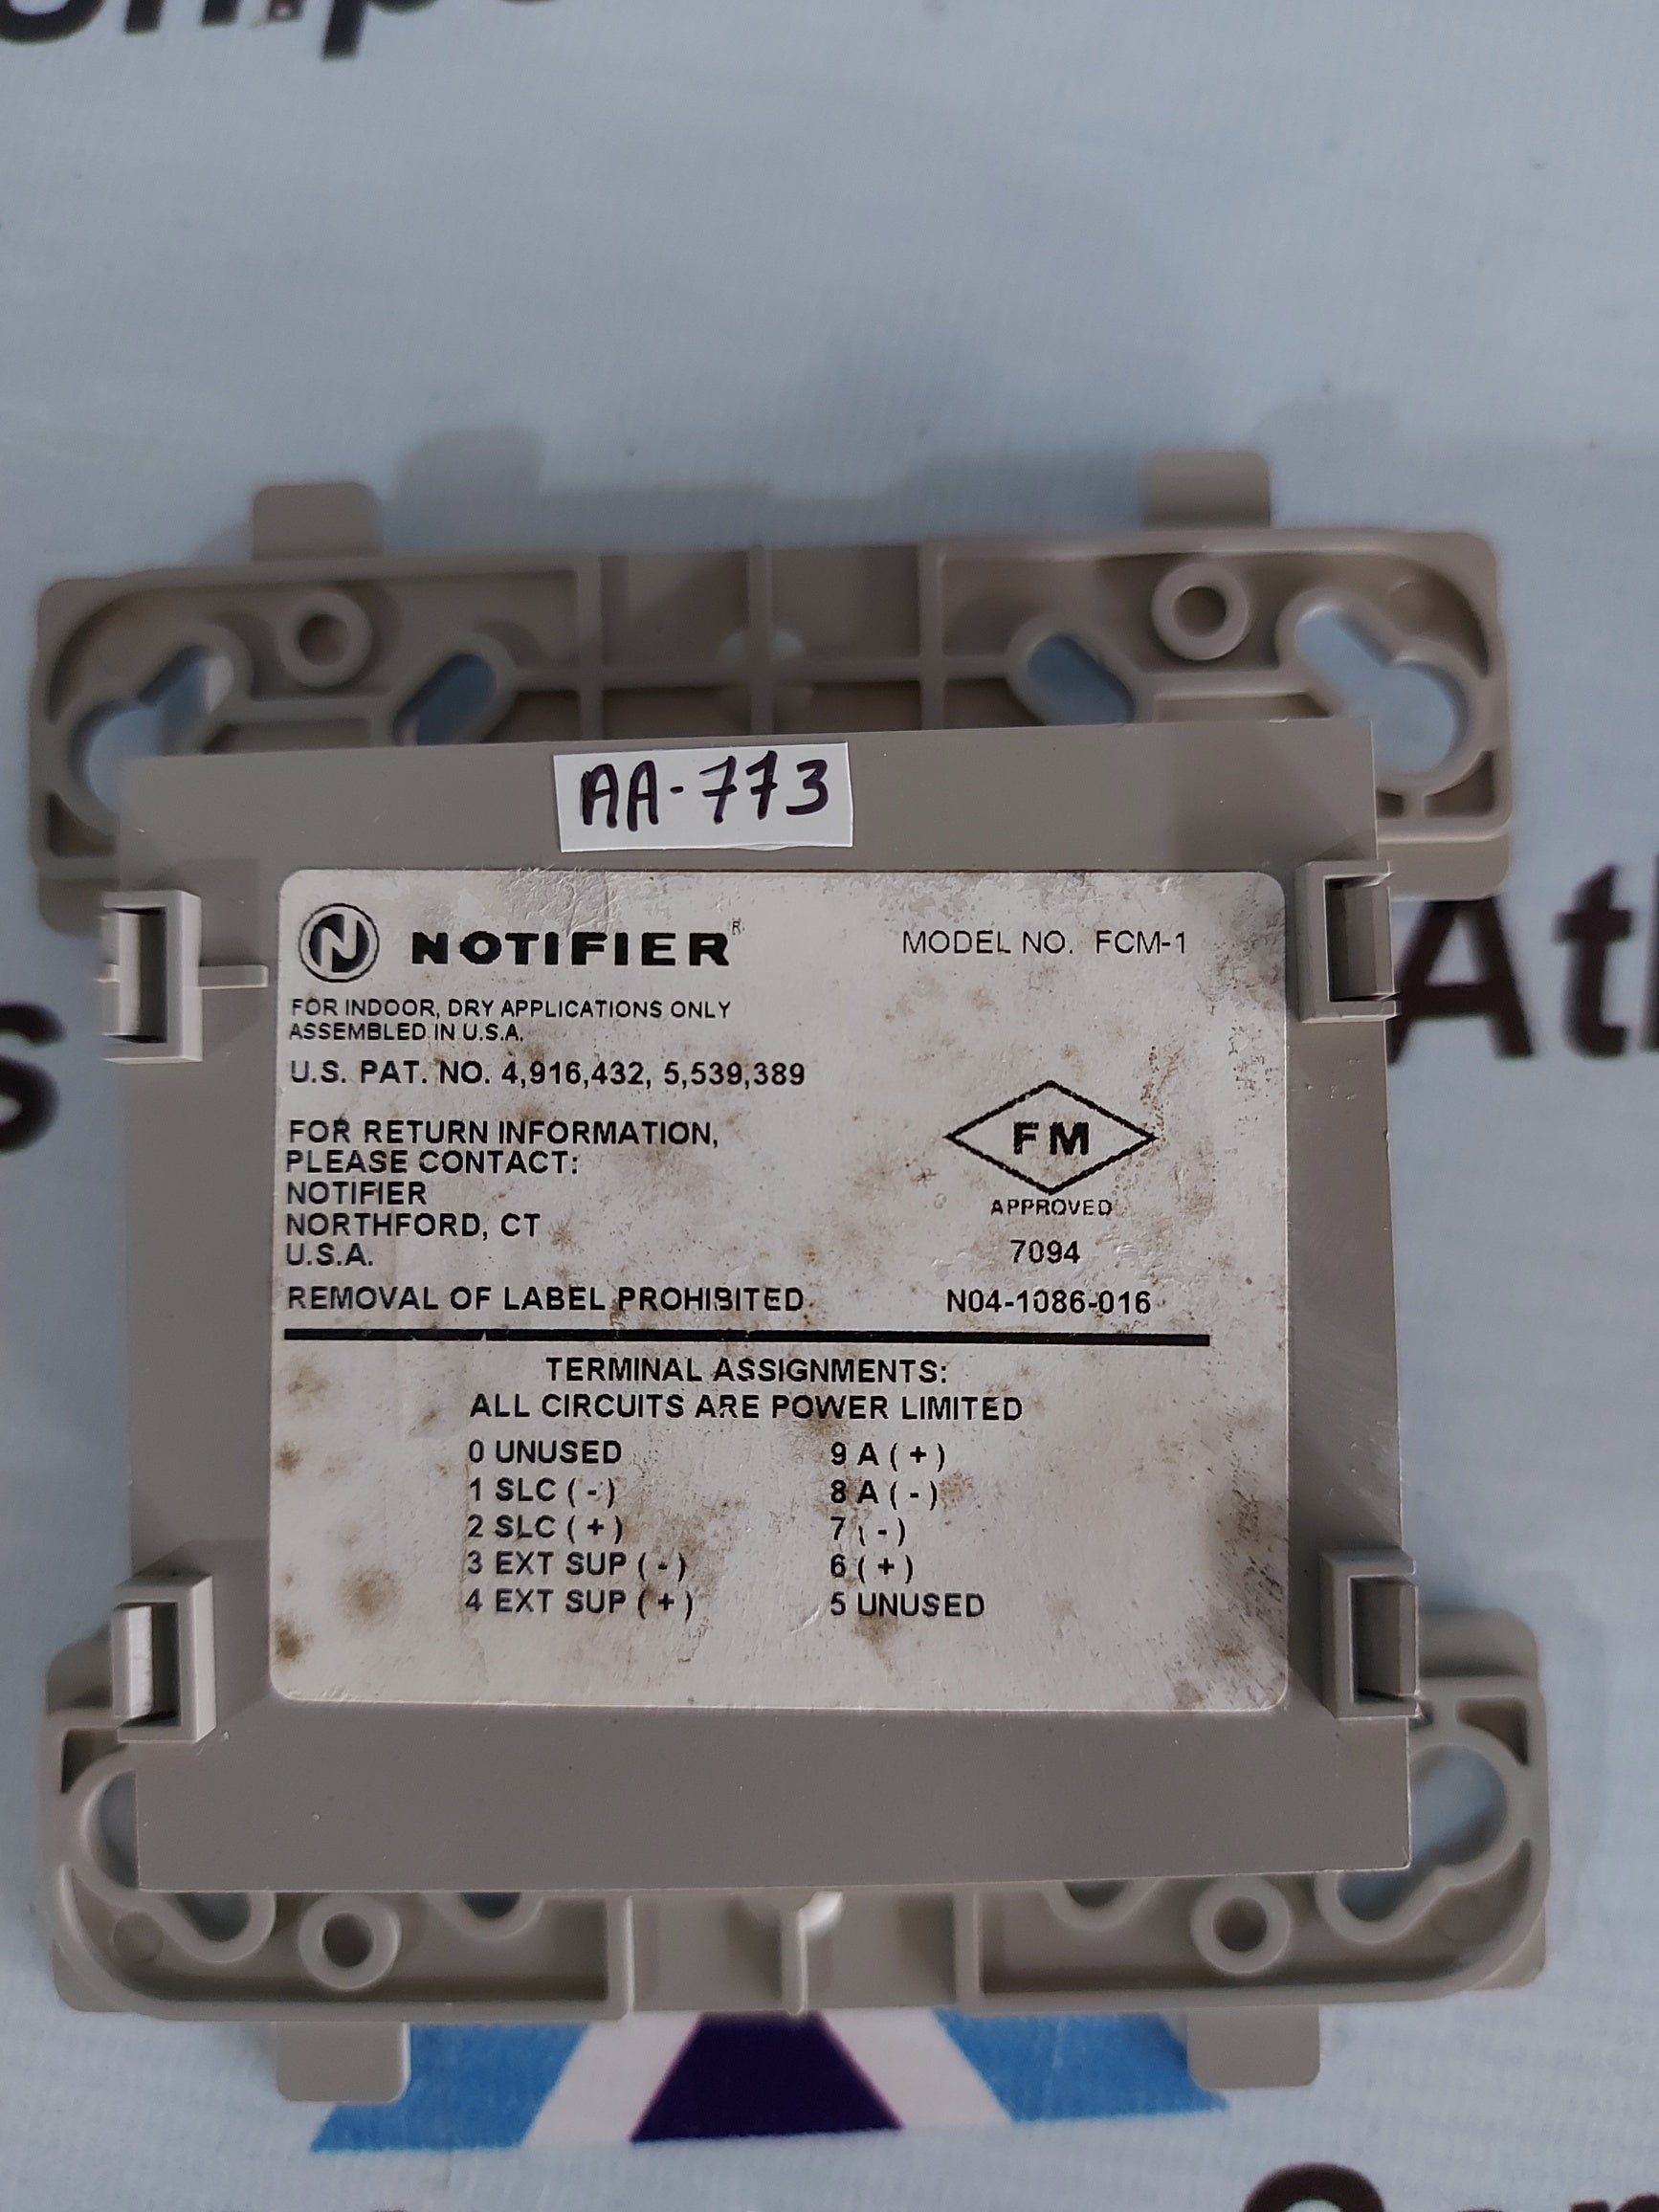 AA-773
NOTIFIER®
MODEL NO. FCM-1
FOR INDOOR, DRY APPLICATIONS ONLY
ASSEMBLED IN U.S.A.
U.S. PAT. NO. 4,916,432, 5,539,389
FOR RETURN INFORMATION,
PLEASE CONTACT:
NOTIFIER
NORTHFORD, CT
U.S.A.
FM
APPROVED
7094
REMOVAL OF LABEL PROHIBITED
N04-1086-016
TERMINAL ASSIGNMENTS:
ALL CIRCUITS ARE POWER LIMITED
0 UNUSED
1 SLC ( - )
2 SLC ( + )
3 EXT SUP ( - )
4 EXT SUP ( + )
9 A ( + )
8 A ( - )
7 ( - )
6 ( + )
5 UNUSED